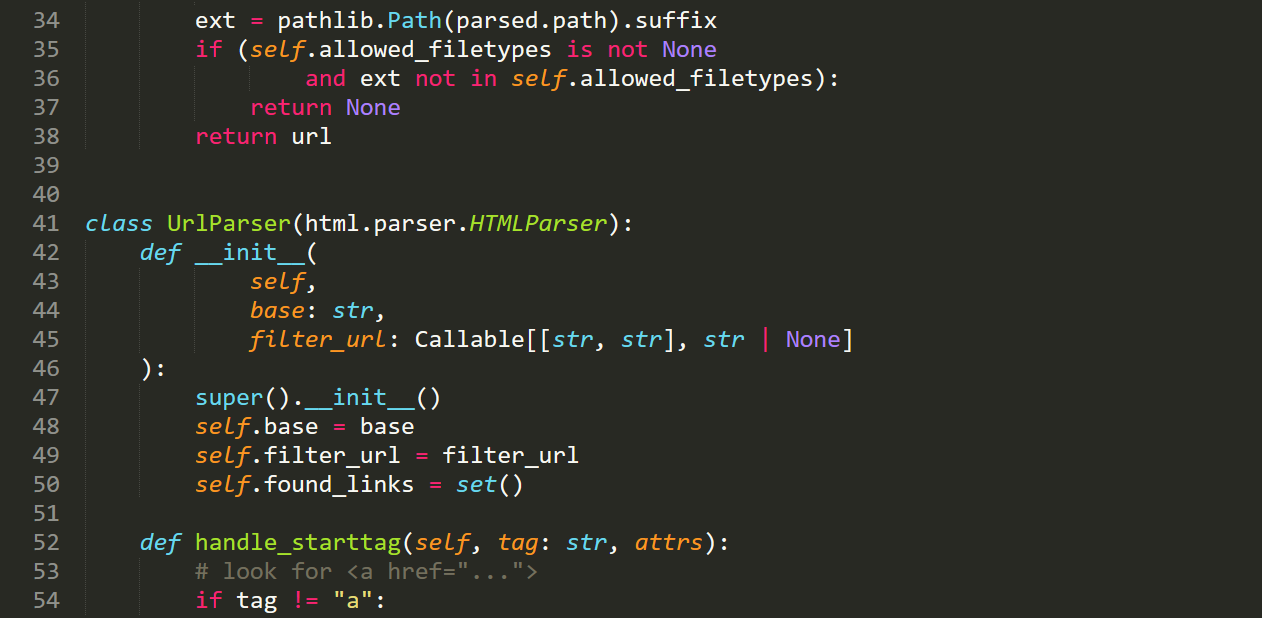 34 ext = pathlib.Path(parsed.path).suffix
35 if (self.allowed_filetypes is not None
36 and ext not in self.allowed_filetypes):
37 return None
38 return url
39
40
41 class UrlParser(html.parser.HTMLParser):
42 def __init__(
43 self,
44 base: str,
45 filter_url: Callable[[str, str], str | None]
46 ):
47 super().__init__()
48 self.base = base
49 self.filter_url = filter_url
50 self.found_links = set()
51
52 def handle_starttag(self, tag: str, attrs):
53 # look for <a href="...">
54 if tag != "a":